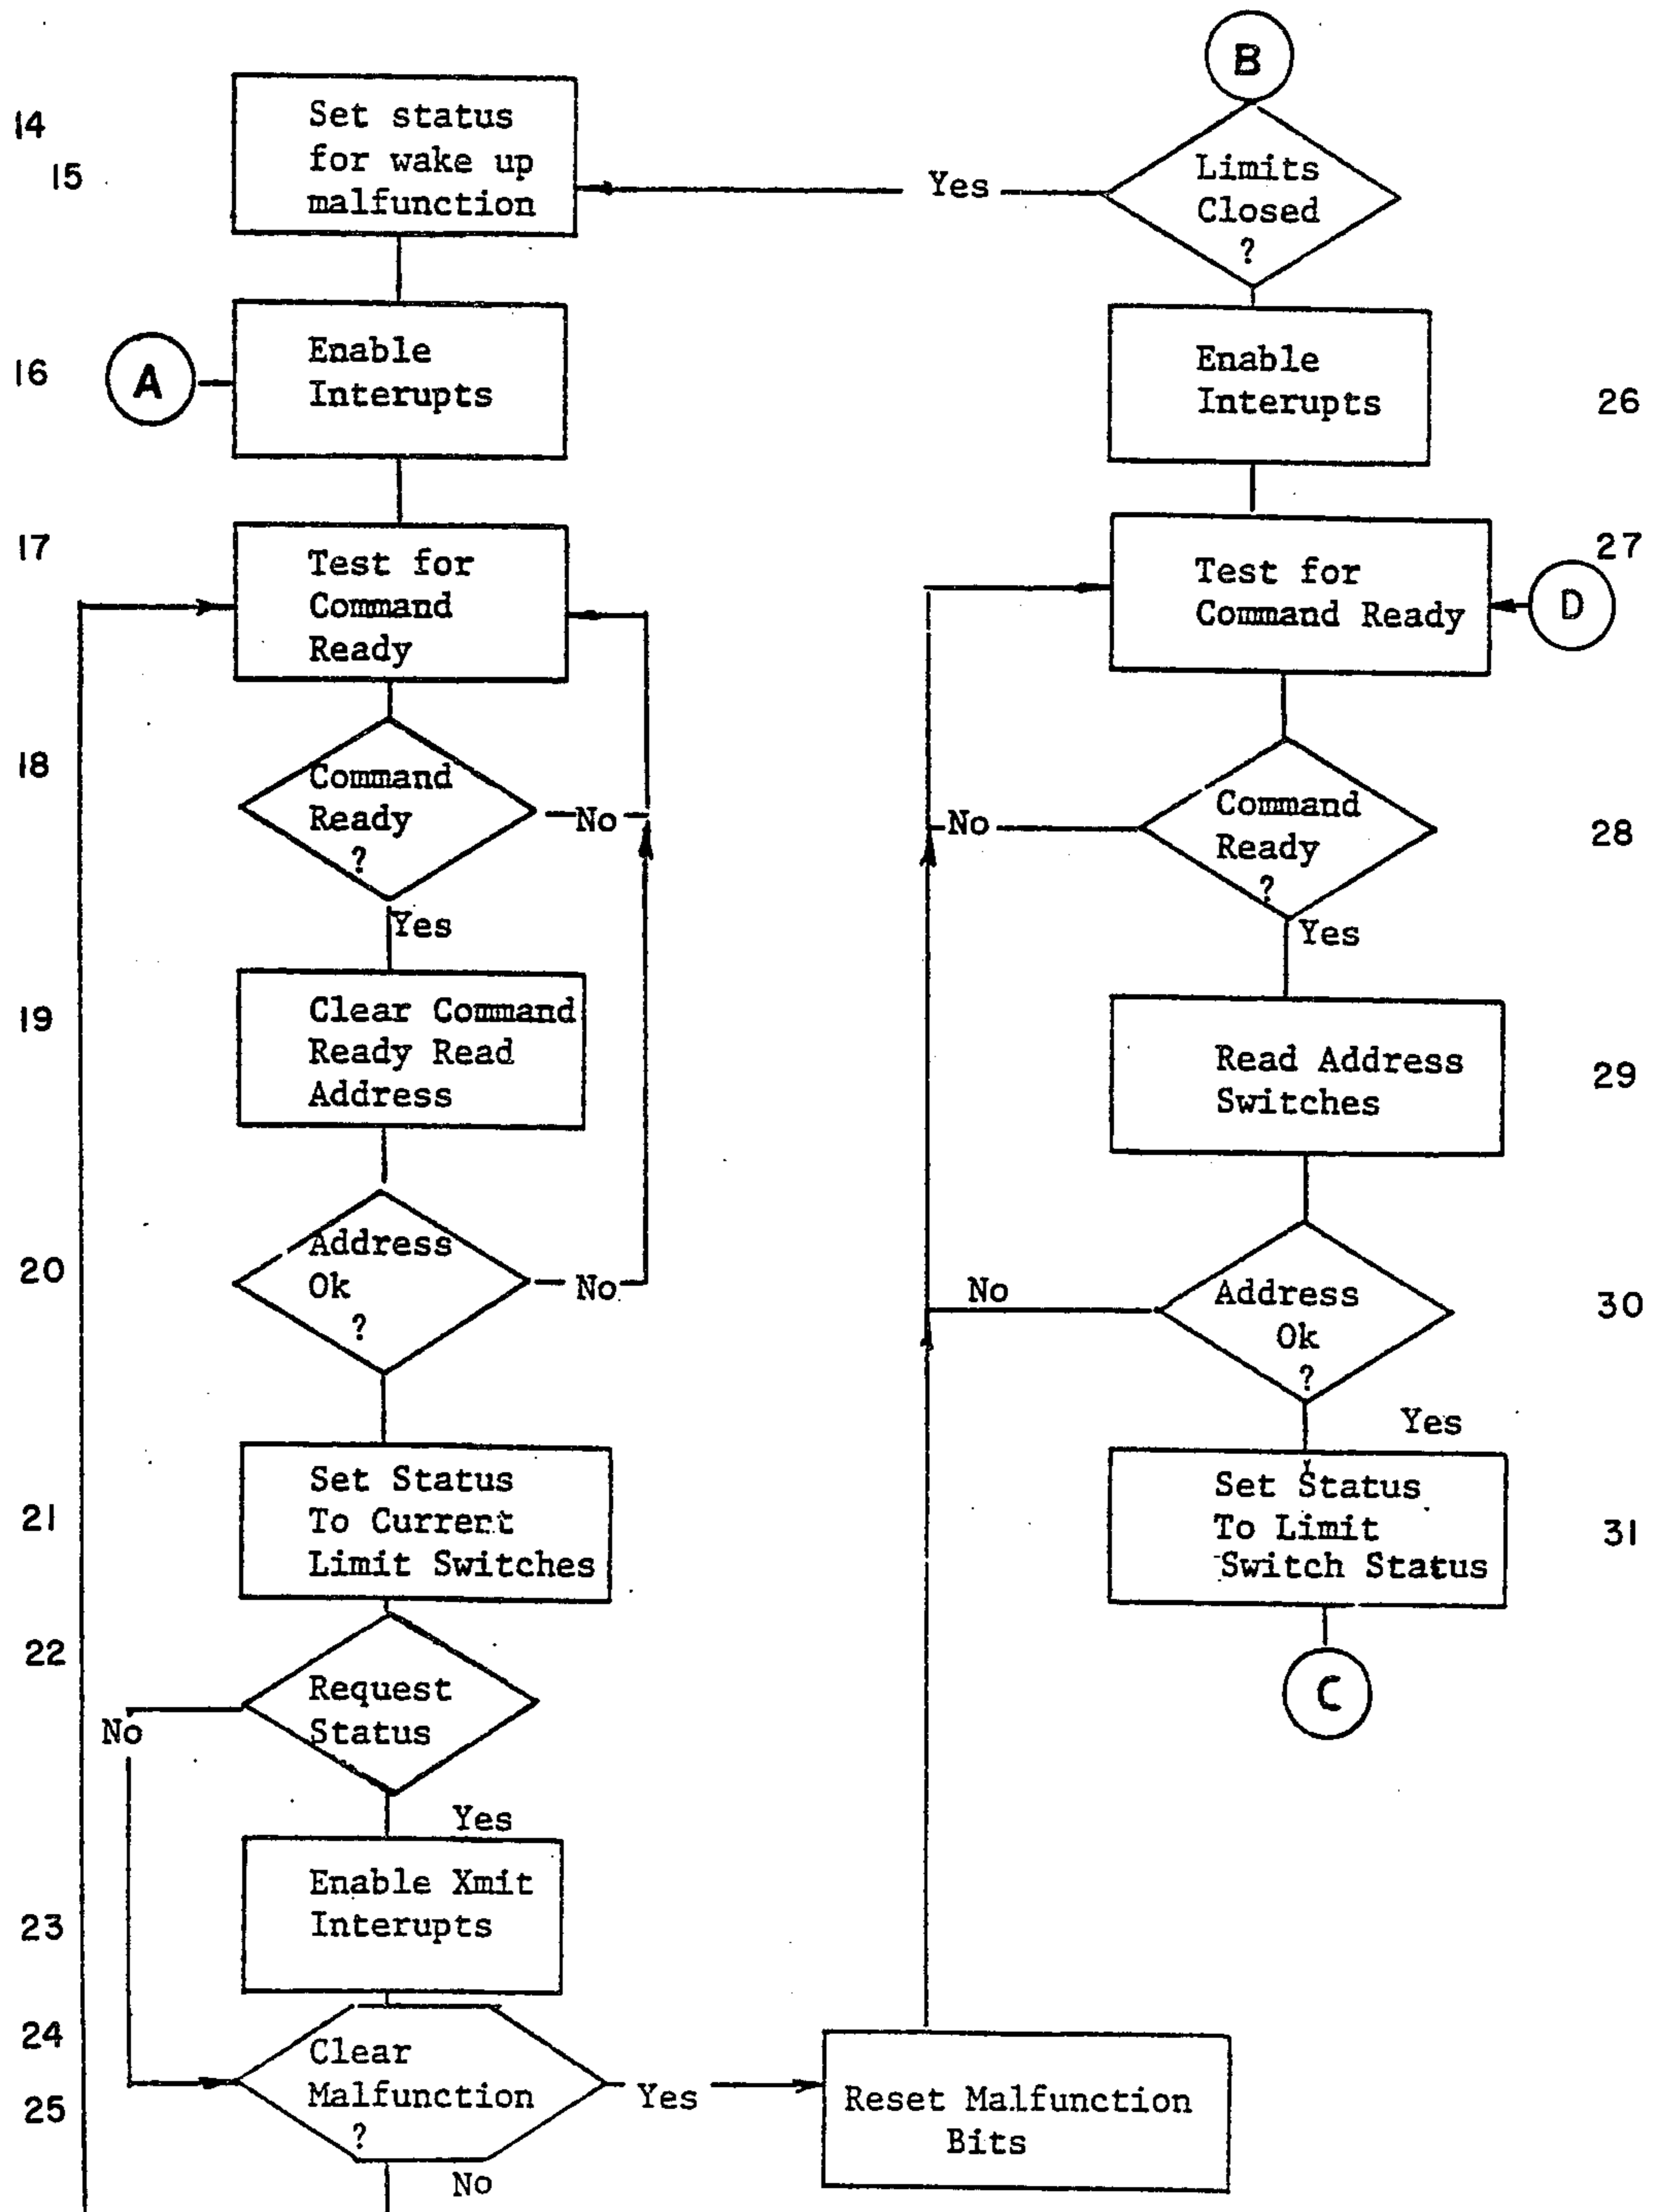 14
15
Set status
for wake up
malfunction
16
A
Enable
Interupts
17
Test for
Command
Ready
18
Command
Ready
?
No
Yes
19
Clear Command
Ready Read
Address
20
Address
Ok
?
No
21
Set Status
To Current
Limit Switches
22
Request
Status
No
Yes
23
Enable Xmit
Interupts
24
25
Clear
Malfunction
?
Yes
No
Reset Malfunction
Bits
B
Limits
Closed
?
Yes
Enable
Interupts
26
Test for
Command Ready
27
D
Command
Ready
?
No
28
Yes
Read Address
Switches
29
Address
Ok
?
No
30
Yes
Set Status
To Limit
Switch Status
31
C